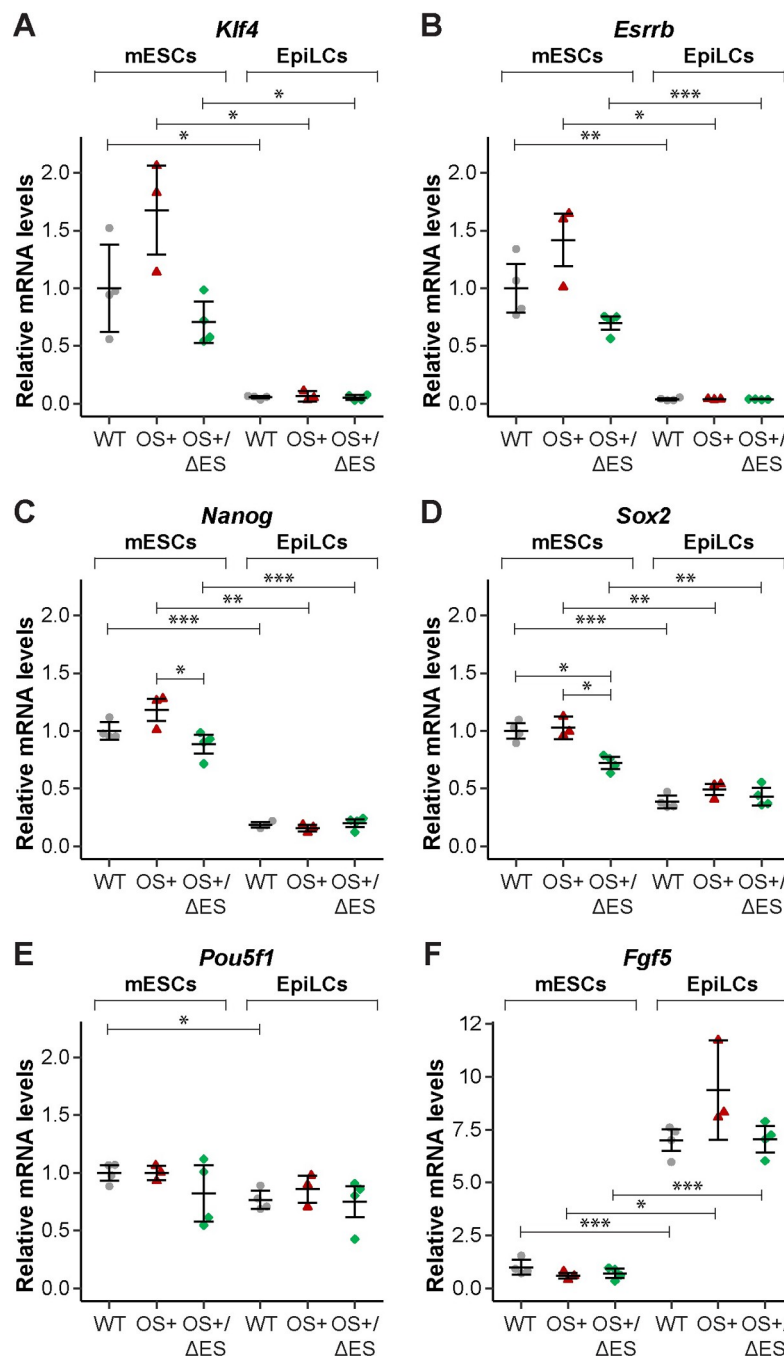 A
Klf4
mESCs EpiLCs
*
*
*
Relative mRNA levels
2.0
1.5
1.0
0.5
0.0
WT OS+ OS+/ WT OS+ OS+/
ΔES ΔES
B
Esrrb
mESCs EpiLCs
***
*
**
Relative mRNA levels
2.0
1.5
1.0
0.5
0.0
WT OS+ OS+/ WT OS+ OS+/
ΔES ΔES
C
Nanog
mESCs EpiLCs
***
**
***
*
Relative mRNA levels
2.0
1.5
1.0
0.5
0.0
WT OS+ OS+/ WT OS+ OS+/
ΔES ΔES
D
Sox2
mESCs EpiLCs
**
**
***
*
*
Relative mRNA levels
2.0
1.5
1.0
0.5
0.0
WT OS+ OS+/ WT OS+ OS+/
ΔES ΔES
E
Pou5f1
mESCs EpiLCs
*
Relative mRNA levels
2.0
1.5
1.0
0.5
0.0
WT OS+ OS+/ WT OS+ OS+/
ΔES ΔES
F
Fgf5
mESCs EpiLCs
Relative mRNA levels
12
7.5
5.0
2.5
0
***
*
***
WT OS+ OS+/ WT OS+ OS+/
ΔES ΔES